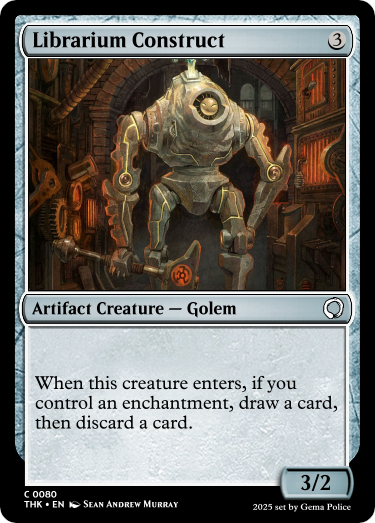 Librarium Construct 3
Artifact Creature — Golem
When this creature enters, if you
control an enchantment, draw a card,
then discard a card.
3/2
C 0080
THK • EN Sean Andrew Murray
2025 set by Gema Police